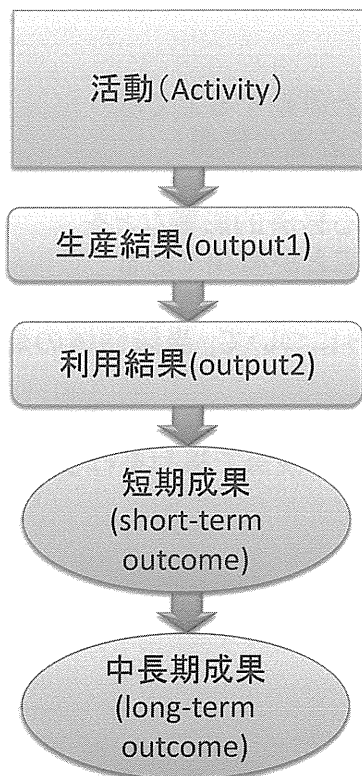 活動(Activity)
生産結果(output1)
利用結果(output2)
短期成果
(short-term
outcome)
中長期成果
(long-term
outcome)